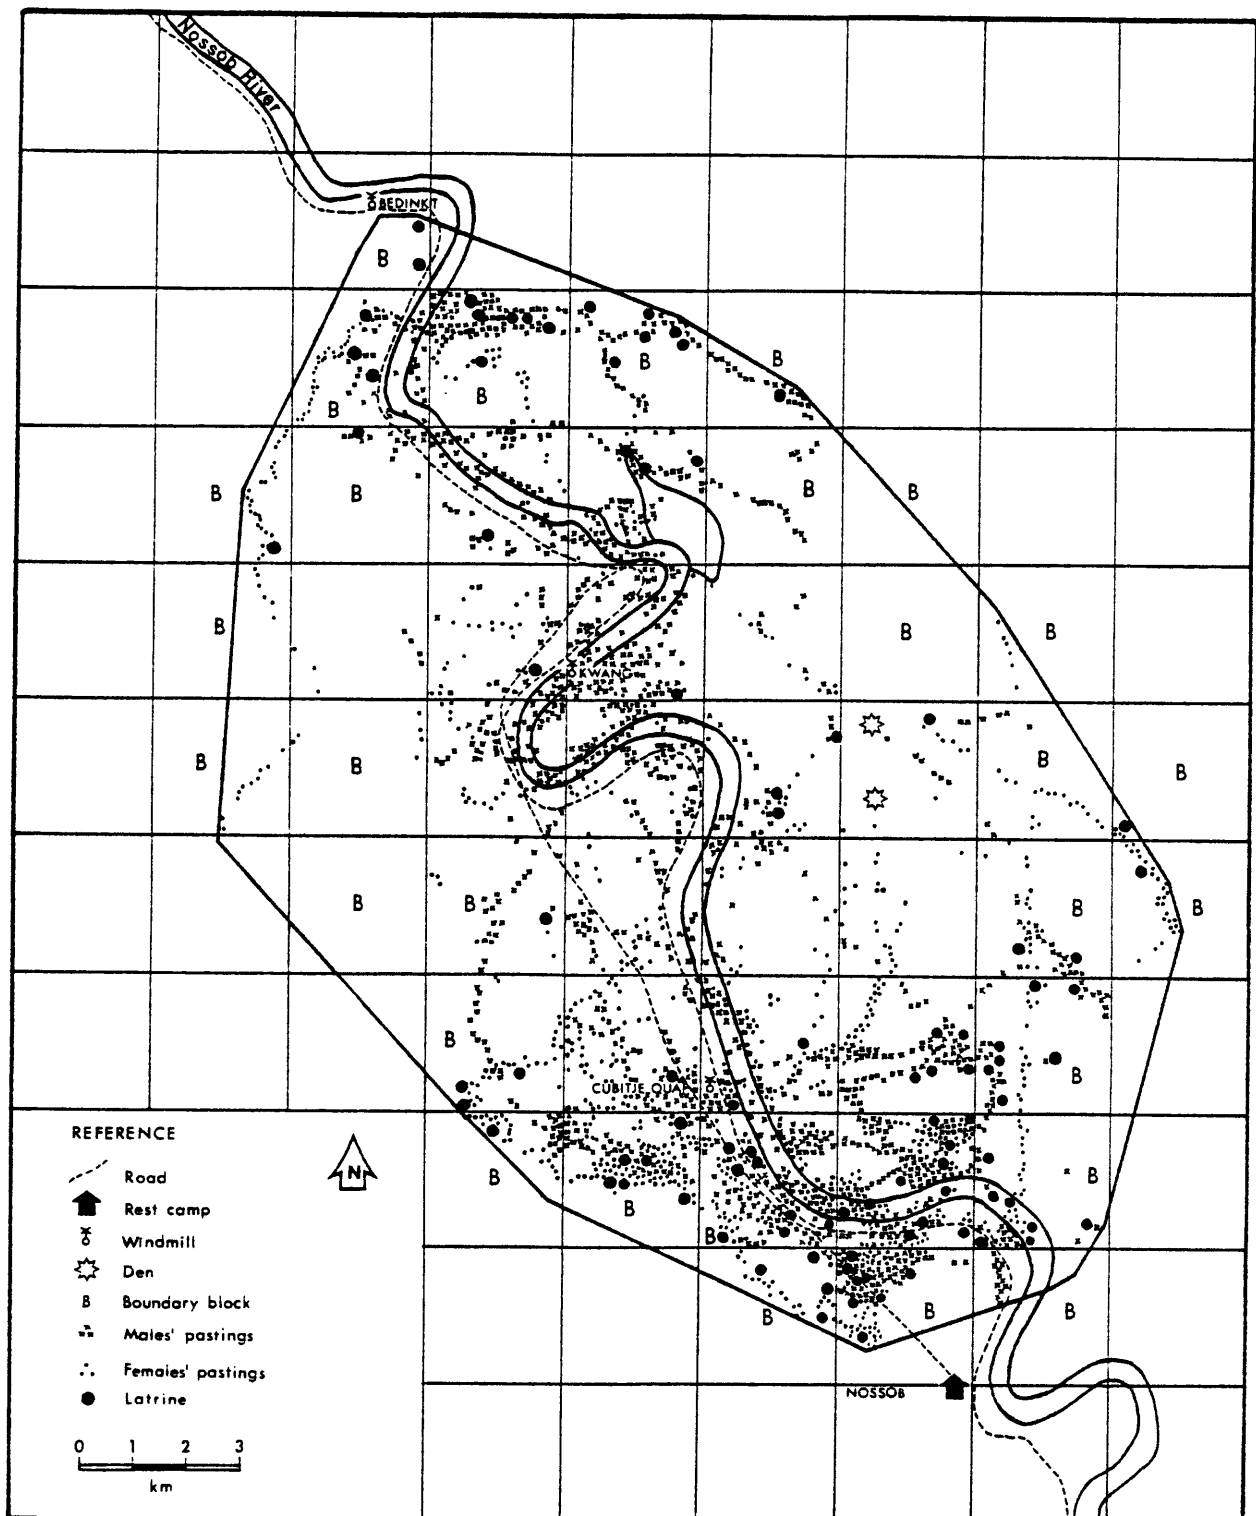 Nossob River
BEDINKT
B
B
B
B
B
B B B B
B B B
KWANG
B B B B
B B B B
B
B
CUBITJE QUAP
B B
B
B
B B
B
NOSSOB
REFERENCE
N
Road
Rest camp
Windmill
Den
B Boundary block
Males' pastings
Females' pastings
Latrine
0 1 2 3
km